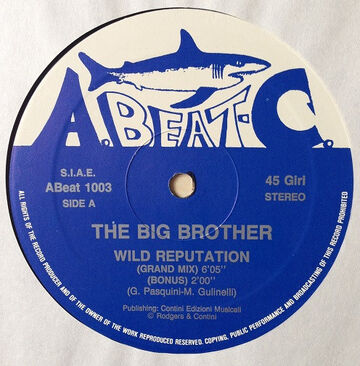 A.BEAT-C.
S.I.A.E.
ABeat 1003
SIDE A
45 Giri
STEREO
THE BIG BROTHER
WILD REPUTATION
(GRAND MIX) 6'05"
(BONUS) 2'00"
(G. Pasquini-M. Gulinelli)
Publishing: Contini Edizioni Musicali
© Rodgers & Contini
ALL RIGHTS OF THE RECORD PRODUCER AND OF THE OWNER OF THE WORK REPRODUCED RESERVED. COPYING, PUBLIC PERFORMANCE AND BROADCASTING OF THIS RECORD PROHIBITED.